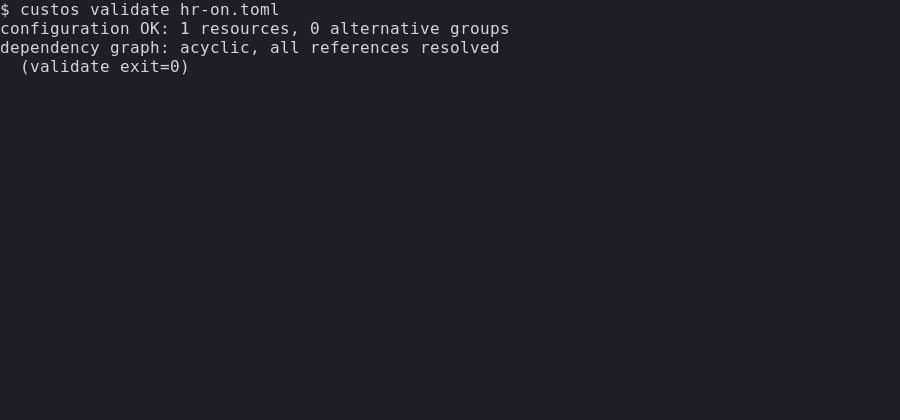 $ custos validate hr-on.toml
configuration OK: 1 resources, 0 alternative groups
dependency graph: acyclic, all references resolved
  (validate exit=0)